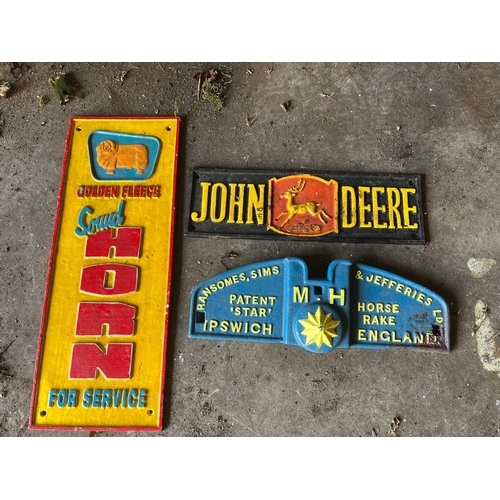 GOLDEN FLEECE
Sound
HORN
FOR SERVICE
JOHN DEERE
RANSOMES, SIMS & JEFFERIES LD
M H
PATENT
'STAR'
IPSWICH
HORSE
RAKE
ENGLAND